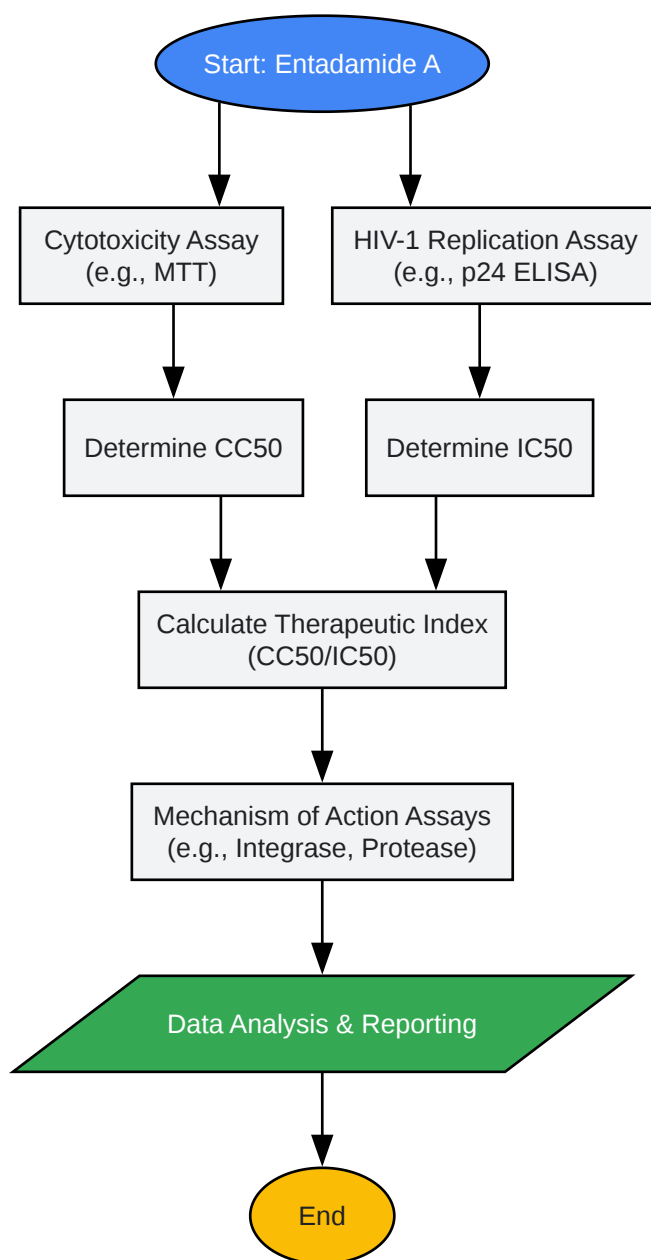 Start: Entadamide A
Cytotoxicity Assay
(e.g., MTT)
HIV-1 Replication Assay
(e.g., p24 ELISA)
Determine CC50
Determine IC50
Calculate Therapeutic Index
(CC50/IC50)
Mechanism of Action Assays
(e.g., Integrase, Protease)
Data Analysis & Reporting
End